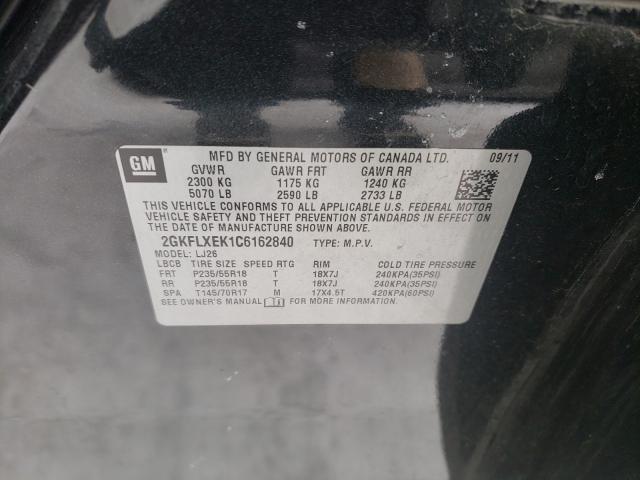 GM
MFD BY GENERAL MOTORS OF CANADA LTD. 09/11
GVWR GAWR FRT GAWR RR
2300 KG 1175 KG 1240 KG
5070 LB 2590 LB 2733 LB
THIS VEHICLE CONFORMS TO ALL APPLICABLE U.S. FEDERAL MOTOR
VEHICLE SAFETY AND THEFT PREVENTION STANDARDS IN EFFECT ON
THE DATE OF MANUFACTURE SHOWN ABOVE.
2GKFLXEK1C6162840 TYPE: M.P.V.
MODEL: LJ26
LBCB TIRE SIZE SPEED RTG RIM COLD TIRE PRESSURE
FRT P235/55R18 T 18X7J 240KPA(35PSI)
RR P235/55R18 T 18X7J 240KPA(35PSI)
SPA T145/70R17 M 17X4.5T 420KPA(60PSI)
SEE OWNER'S MANUAL FOR MORE INFORMATION.